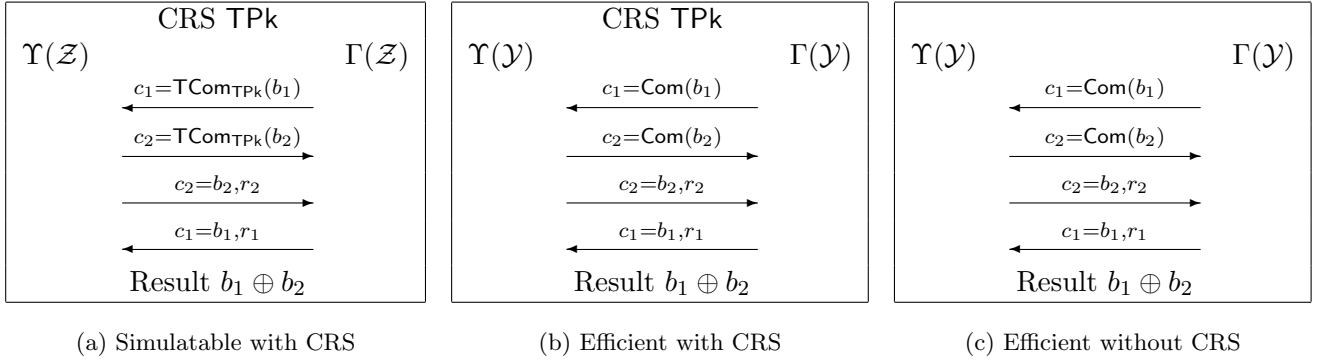 CRS TPk
Υ(𝒵) Γ(𝒵)
c₁=TCom_TPk(b₁)
c₂=TCom_TPk(b₂)
c₂=b₂,r₂
c₁=b₁,r₁
Result b₁ ⊕ b₂
(a) Simulatable with CRS
CRS TPk
Υ(𝒴) Γ(𝒴)
c₁=Com(b₁)
c₂=Com(b₂)
c₂=b₂,r₂
c₁=b₁,r₁
Result b₁ ⊕ b₂
(b) Efficient with CRS
Υ(𝒴) Γ(𝒴)
c₁=Com(b₁)
c₂=Com(b₂)
c₂=b₂,r₂
c₁=b₁,r₁
Result b₁ ⊕ b₂
(c) Efficient without CRS